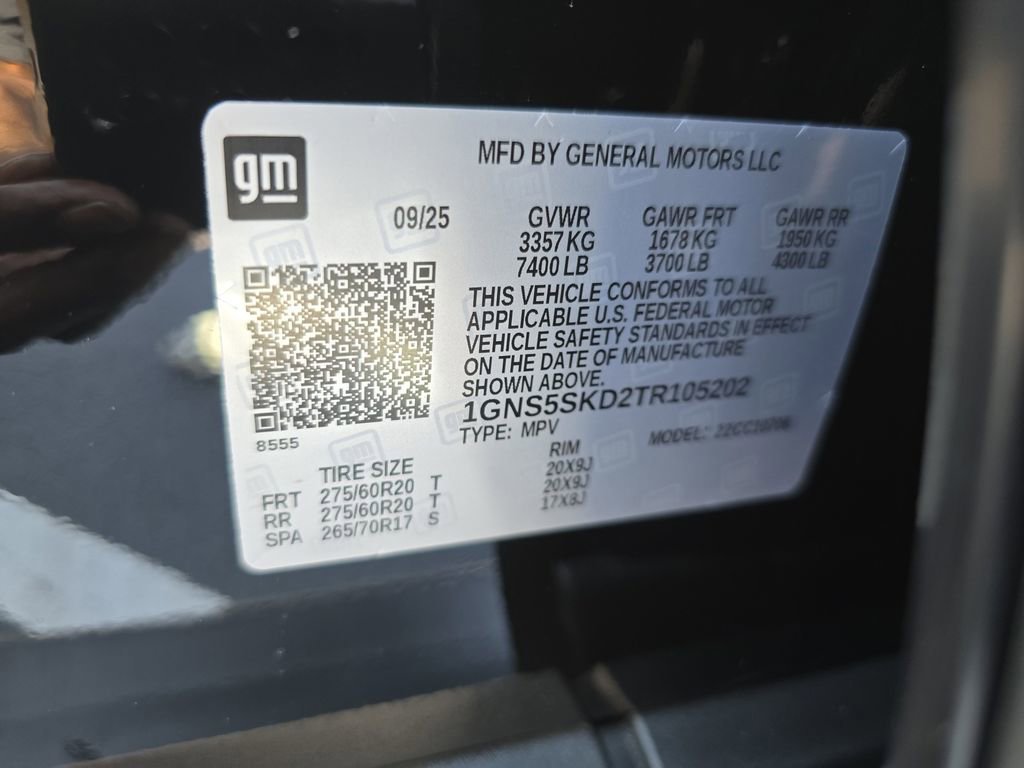 gm
MFD BY GENERAL MOTORS LLC
09/25
GVWR GAWR FRT GAWR RR
3357 KG 1678 KG 1950 KG
7400 LB 3700 LB 4300 LB
THIS VEHICLE CONFORMS TO ALL
APPLICABLE U.S. FEDERAL MOTOR
VEHICLE SAFETY STANDARDS IN EFFECT
ON THE DATE OF MANUFACTURE
SHOWN ABOVE.
1GNS5SKD2TR105202
TYPE: MPV MODEL:
8555
TIRE SIZE RIM
FRT 275/60R20 T 20X9J
RR 275/60R20 T 20X9J
SPA 265/70R17 S 17X8J